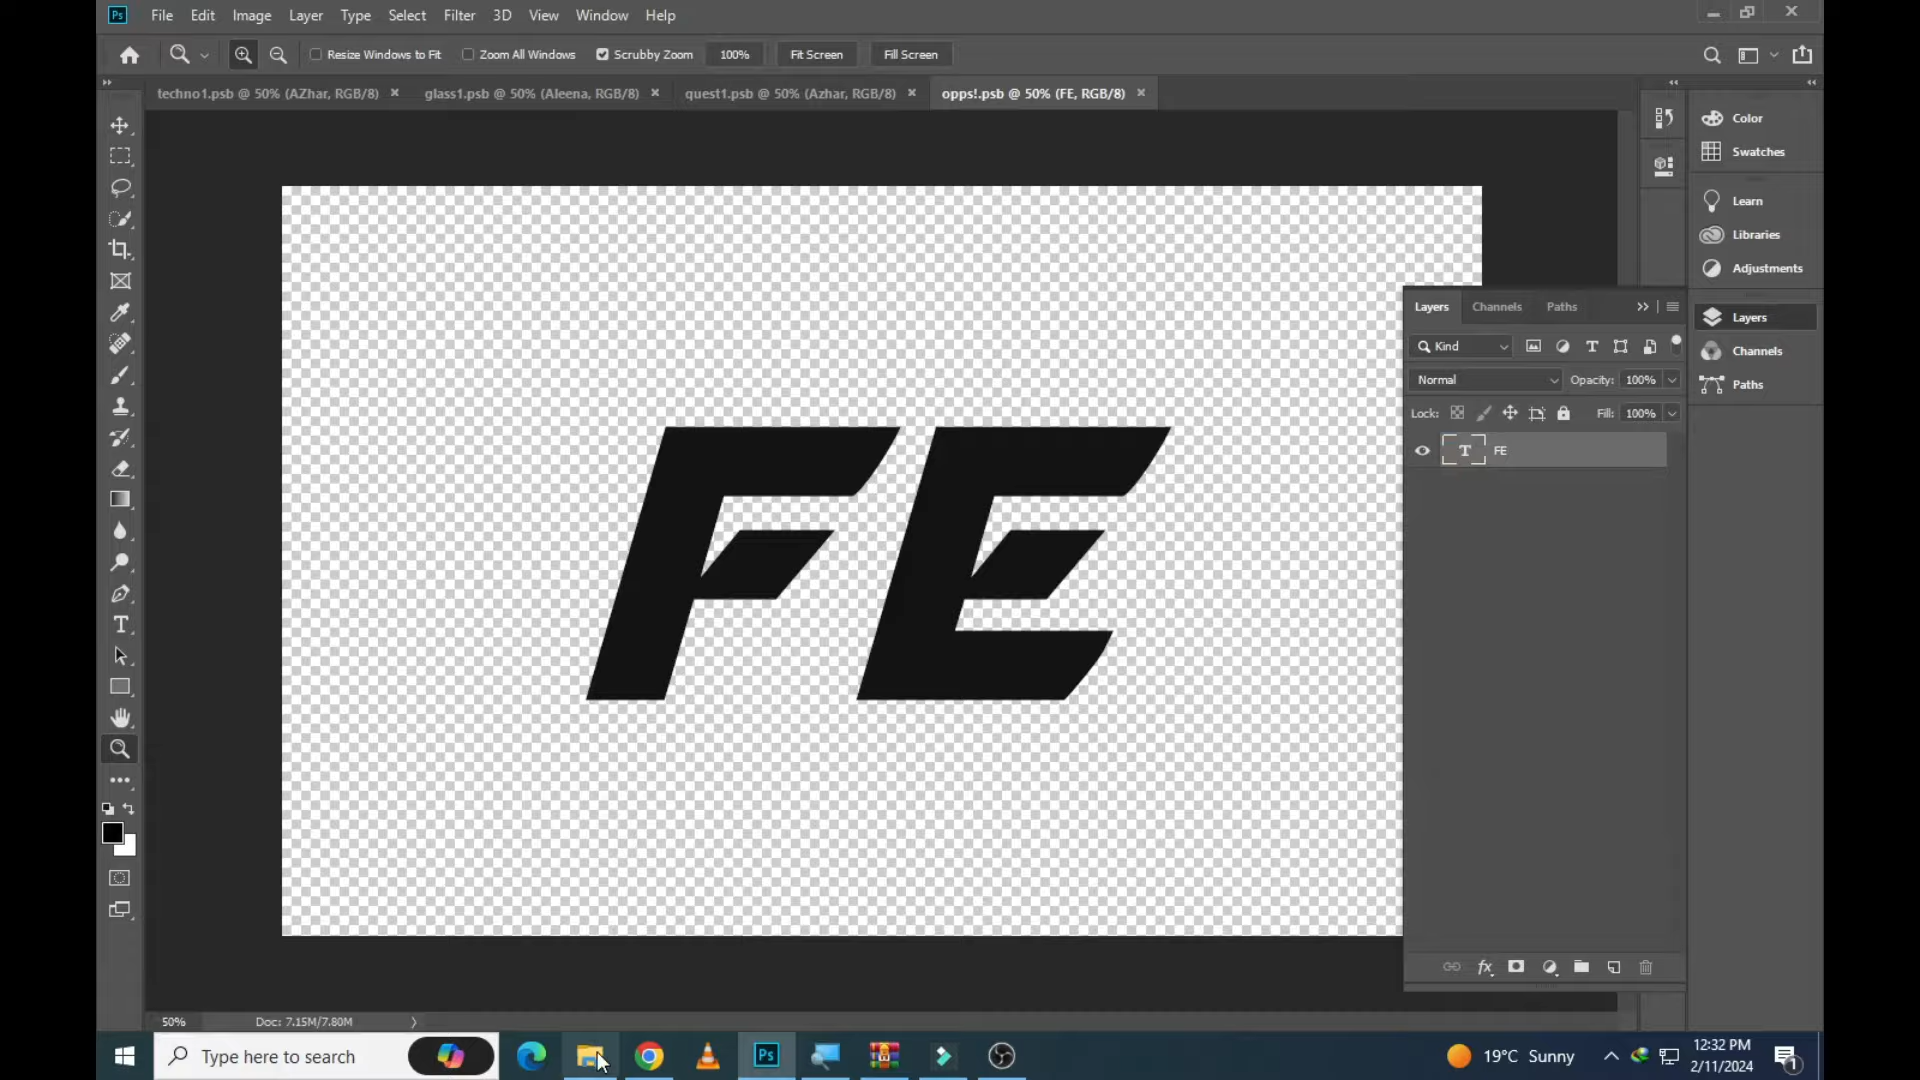 Ps File Edit Image Layer Type Select Filter 3D View Window Help
Resize Windows to Fit Zoom All Windows Scrubby Zoom 100% Fit Screen Fill Screen
techno1.psb @ 50% (AZhar, RGB/8) × glass1.psb @ 50% (Aleena, RGB/8) × quest1.psb @ 50% (Azhar, RGB/8) × opps!.psb @ 50% (FE, RGB/8) ×
Color
Swatches
Learn
Libraries
Adjustments
Layers
Channels
Paths
Layers Channels Paths
Kind
Normal Opacity: 100%
Lock: Fill: 100%
T FE
FE
50% Doc: 7.15M/7.80M
Type here to search
Ps
19°C Sunny
12:32 PM
2/11/2024
1